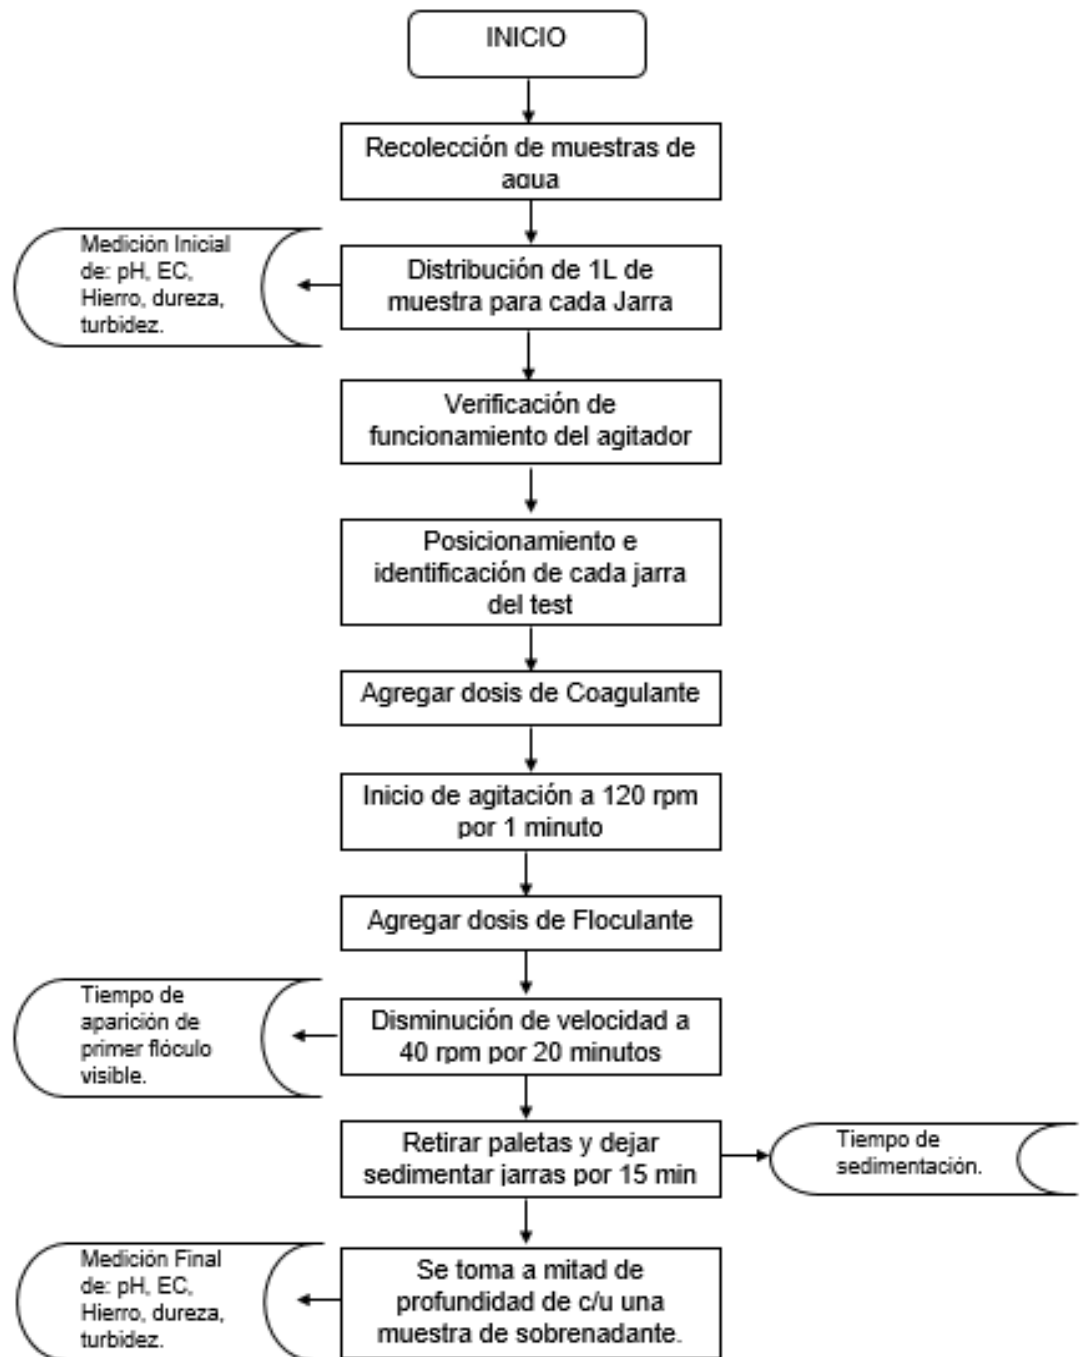 INICIO
Recolección de muestras de
agua
Medición Inicial
de: pH, EC,
Hierro, dureza,
turbidez.
Distribución de 1L de
muestra para cada Jarra
Verificación de
funcionamiento del agitador
Posicionamiento e
identificación de cada jarra
del test
Agregar dosis de Coagulante
Inicio de agitación a 120 rpm
por 1 minuto
Agregar dosis de Floculante
Tiempo de
aparición de
primer flóculo
visible.
Disminución de velocidad a
40 rpm por 20 minutos
Retirar paletas y dejar
sedimentar jarras por 15 min
Tiempo de
sedimentación.
Medición Final
de: pH, EC,
Hierro, dureza,
turbidez.
Se toma a mitad de
profundidad de c/u una
muestra de sobrenadante.